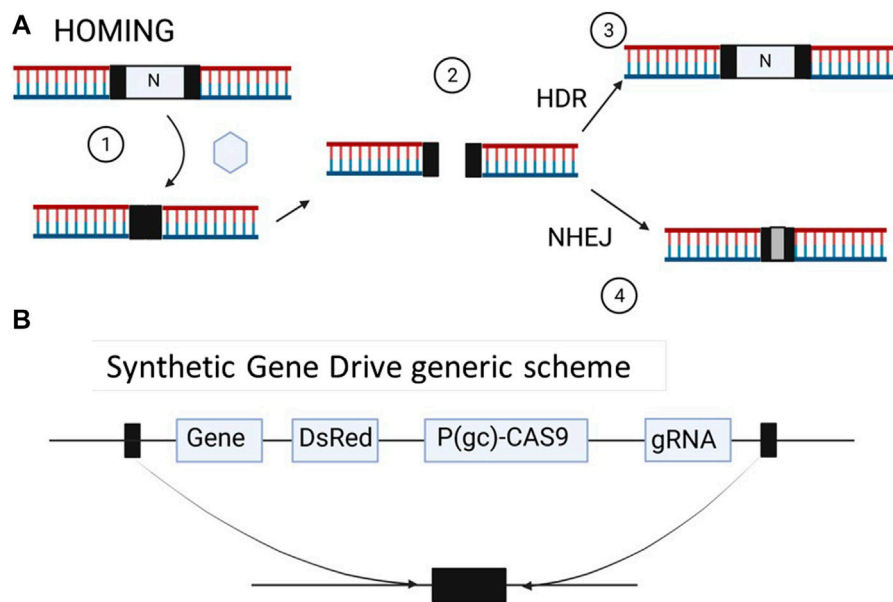 A
HOMING
N
1
2
3
N
HDR
NHEJ
4
B
Synthetic Gene Drive generic scheme
Gene DsRed P(gc)-CAS9 gRNA